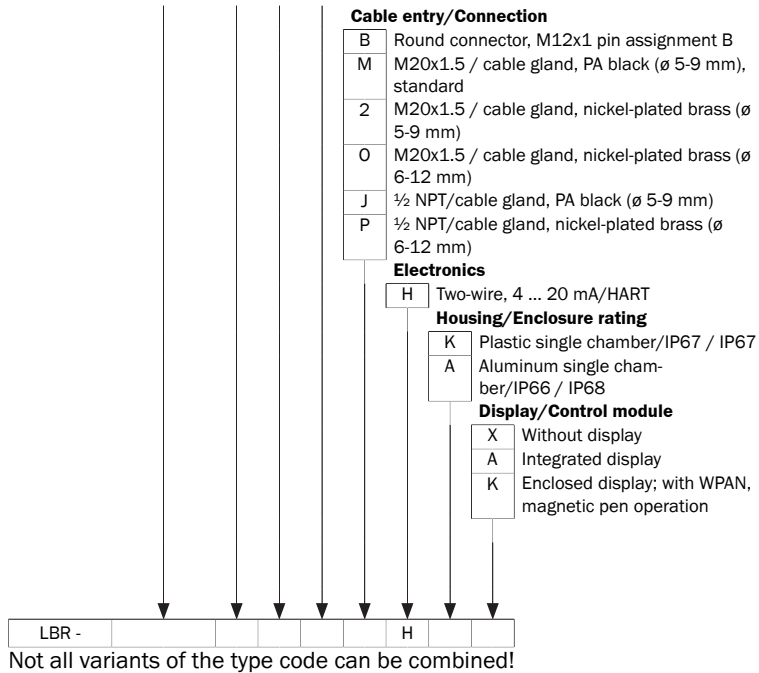 Cable entry/Connection
B Round connector, M12x1 pin assignment B
M M20x1.5 / cable gland, PA black (ø 5-9 mm),
standard
2 M20x1.5 / cable gland, nickel-plated brass (ø
5-9 mm)
0 M20x1.5 / cable gland, nickel-plated brass (ø
6-12 mm)
J ½ NPT/cable gland, PA black (ø 5-9 mm)
P ½ NPT/cable gland, nickel-plated brass (ø
6-12 mm)
Electronics
H Two-wire, 4 ... 20 mA/HART
Housing/Enclosure rating
K Plastic single chamber/IP67 / IP67
A Aluminum single cham-
ber/IP66 / IP68
Display/Control module
X Without display
A Integrated display
K Enclosed display; with WPAN,
magnetic pen operation
LBR - H
Not all variants of the type code can be combined!